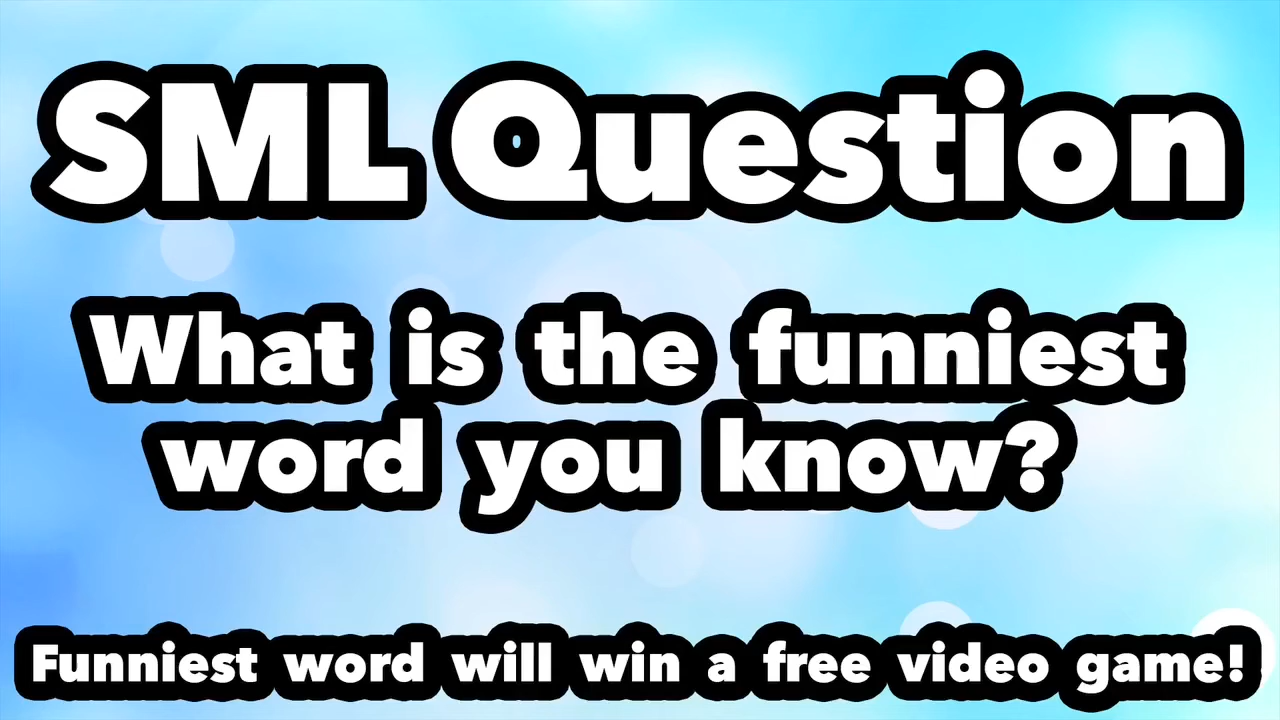 SML Question
What is the funniest
word you know?
Funniest word will win a free video game!